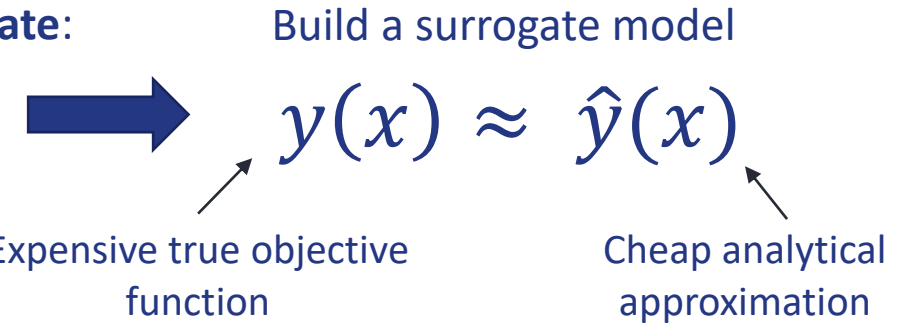 ate: Build a surrogate model
y(x) ≈ ŷ(x)
Expensive true objective function
Cheap analytical approximation